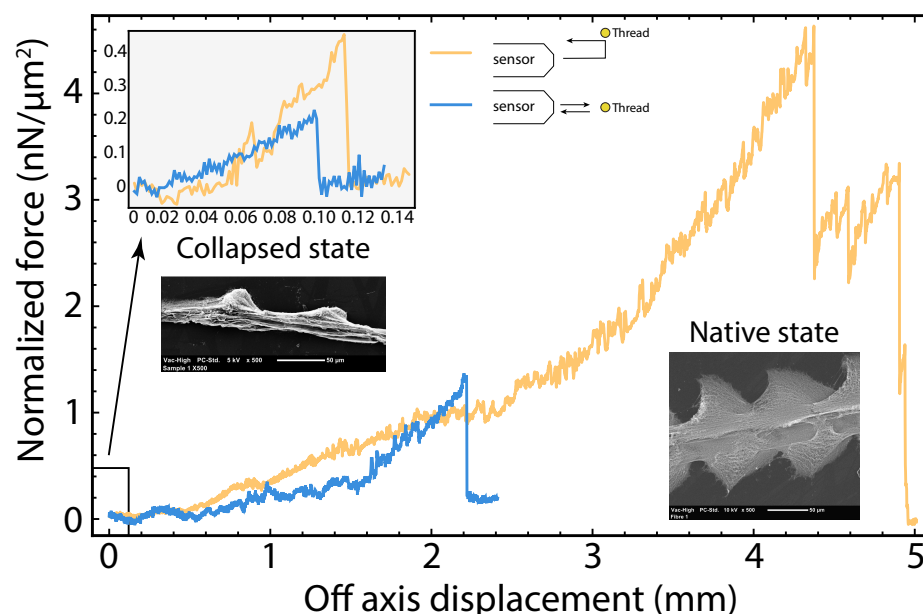 Normalized force (nN/µm²)
4
3
2
1
0
0 1 2 3 4 5
Off axis displacement (mm)
0.4
0.3
0.2
0.1
0
0 0.02 0.04 0.06 0.08 0.10 0.12 0.14
Collapsed state
Vac-High PC-Std. 5 kV x 500 50 µm
Sample 1 X500
sensor
Thread
sensor
Thread
Native state
Vac-High PC-Std. 10 kV x 500 50 µm
Fibre 1